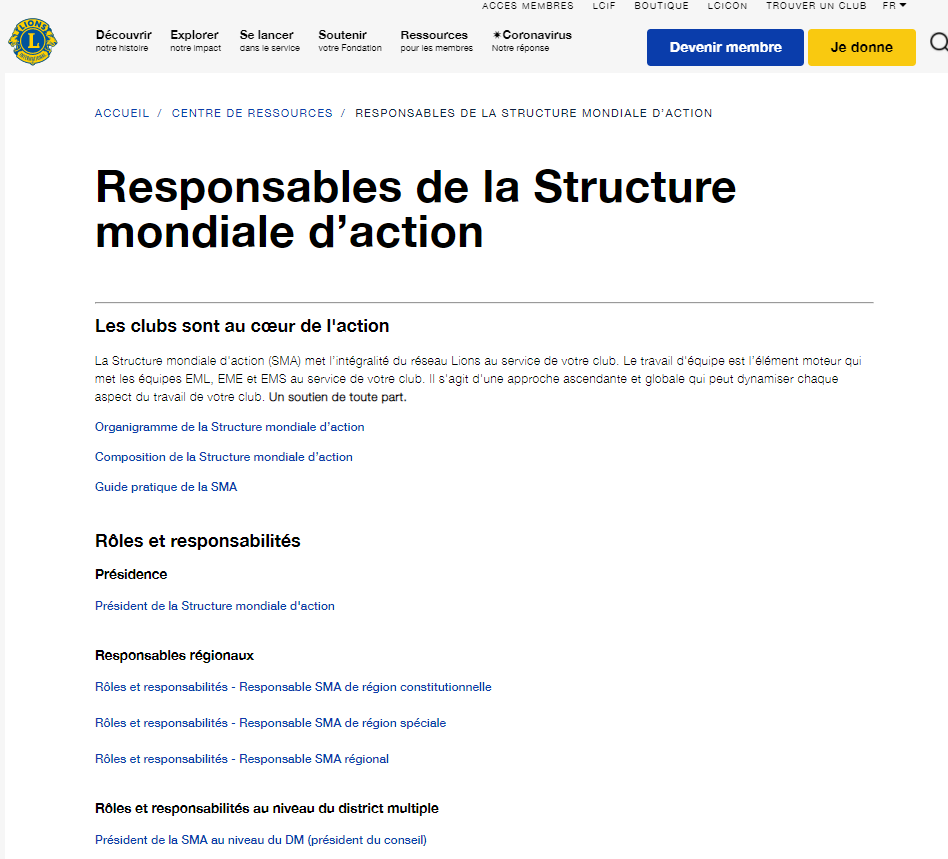 ACCÈS MEMBRES LCIF BOUTIQUE LCICON TROUVER UN CLUB FR
LIONS
L
INTERNATIONAL
Découvrir Explorer Se lancer Soutenir Ressources ✷Coronavirus
notre histoire notre impact dans le service votre Fondation pour les membres Notre réponse
Devenir membre Je donne
ACCUEIL / CENTRE DE RESSOURCES / RESPONSABLES DE LA STRUCTURE MONDIALE D'ACTION
Responsables de la Structure
mondiale d’action
Les clubs sont au cœur de l'action
La Structure mondiale d'action (SMA) met l’intégralité du réseau Lions au service de votre club. Le travail d’équipe est l’élément moteur qui
met les équipes EML, EME et EMS au service de votre club. Il s'agit d'une approche ascendante et globale qui peut dynamiser chaque
aspect du travail de votre club. Un soutien de toute part.
Organigramme de la Structure mondiale d’action
Composition de la Structure mondiale d’action
Guide pratique de la SMA
Rôles et responsabilités
Présidence
Président de la Structure mondiale d'action
Responsables régionaux
Rôles et responsabilités - Responsable SMA de région constitutionnelle
Rôles et responsabilités - Responsable SMA de région spéciale
Rôles et responsabilités - Responsable SMA régional
Rôles et responsabilités au niveau du district multiple
Président de la SMA au niveau du DM (président du conseil)